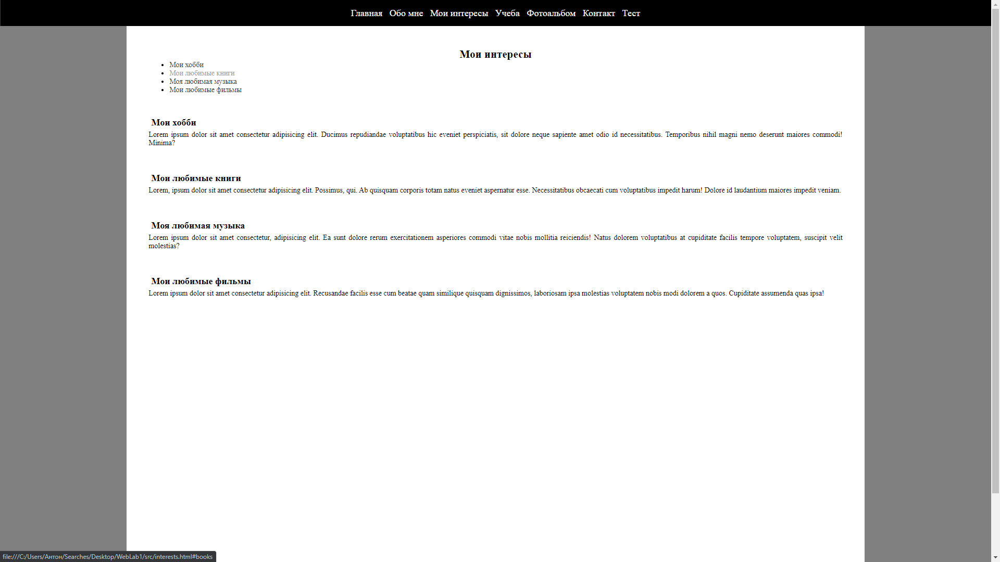 Главная Обо мне Мои интересы Учеба Фотоальбом Контакт Тест
Мои интересы
Мои хобби
Мои любимые книги
Моя любимая музыка
Мои любимые фильмы
Мои хобби
Lorem ipsum dolor sit amet consectetur adipisicing elit. Ducimus repudiandae voluptatibus hic eveniet perspiciatis, sit dolore neque sapiente amet odio id necessitatibus. Temporibus nihil magni nemo deserunt maiores commodi!
Minima?
Мои любимые книги
Lorem, ipsum dolor sit amet consectetur adipisicing elit. Possimus, qui. Ab quisquam corporis totam natus eveniet aspernatur esse. Necessitatibus obcaecati cum voluptatibus impedit harum! Dolore id laudantium maiores impedit veniam.
Моя любимая музыка
Lorem ipsum dolor sit amet consectetur, adipisicing elit. Ea sunt dolore rerum exercitationem asperiores commodi vitae nobis mollitia reiciendis! Natus dolorem voluptatibus at cupiditate facilis tempore voluptatem, suscipit velit
molestias?
Мои любимые фильмы
Lorem ipsum dolor sit amet consectetur adipisicing elit. Recusandae facilis esse cum beatae quam similique quisquam dignissimos, laboriosam ipsa molestias voluptatem nobis modi dolorem a quos. Cupiditate assumenda quas ipsa!
file:///C:/Users/Антон/Searches/Desktop/WebLab1/src/interests.html#books